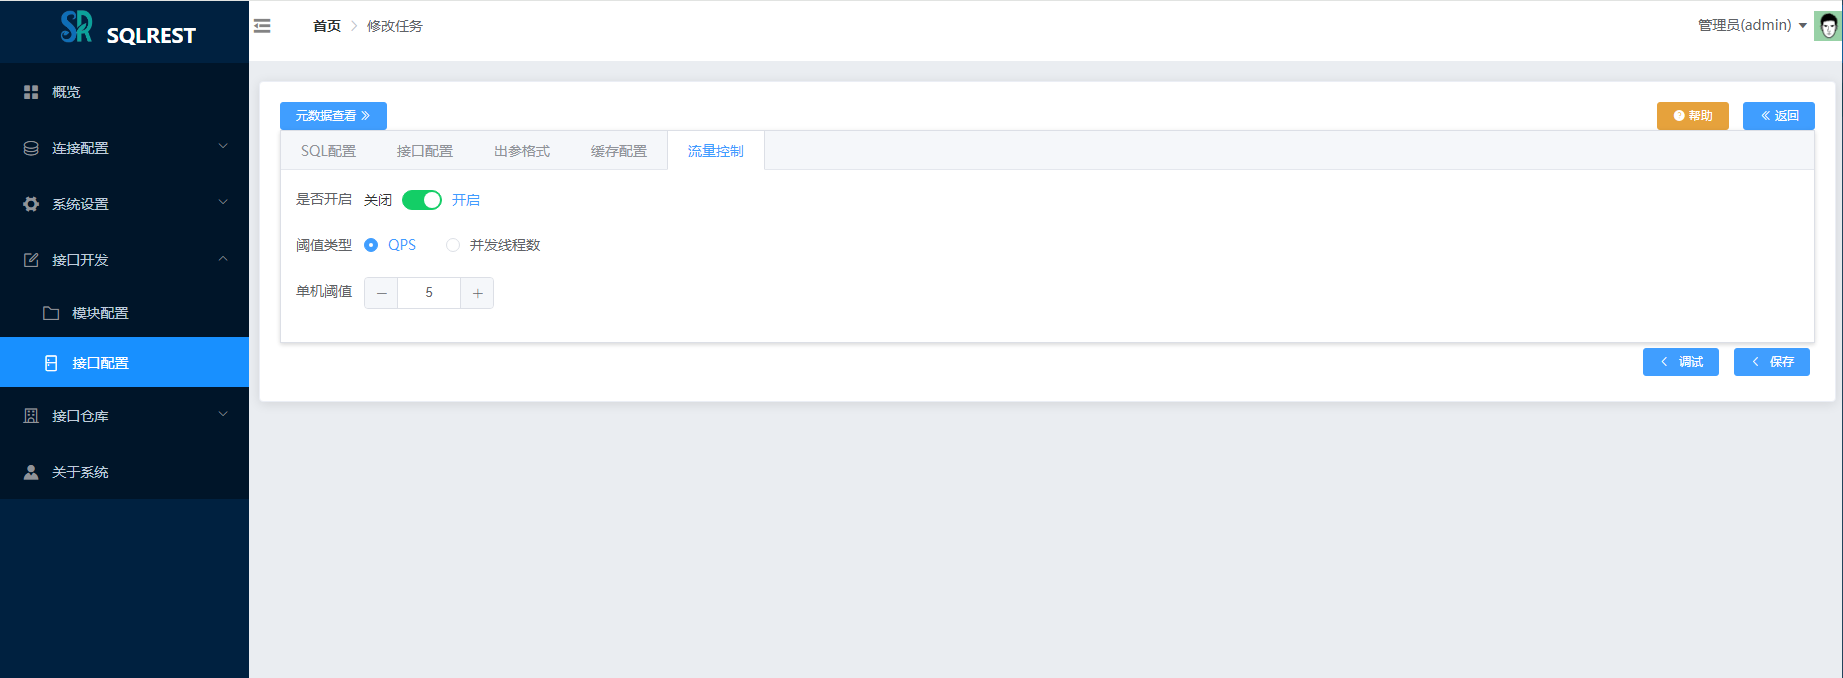 SQLREST
首页 修改任务
管理员(admin)
概览
连接配置
系统设置
接口开发
模块配置
接口配置
接口仓库
关于系统
元数据查看
帮助
返回
SQL配置 接口配置 出参格式 缓存配置 流量控制
是否开启 关闭 开启
阈值类型 QPS 并发线程数
单机阈值 5
调试
保存